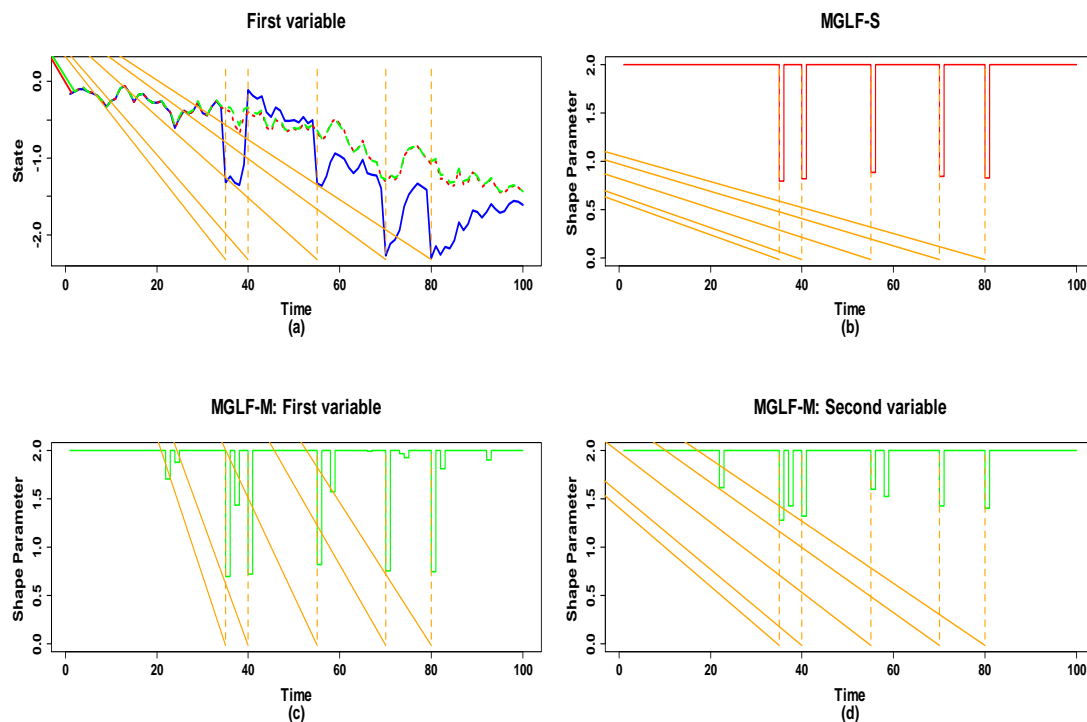 First variable
State
0.0
-1.0
-2.0
0 20 40 60 80 100
Time
(a)
MGLF-S
Shape Parameter
2.0
1.5
1.0
0.5
0.0
0 20 40 60 80 100
Time
(b)
MGLF-M: First variable
Shape Parameter
2.0
1.5
1.0
0.5
0.0
0 20 40 60 80 100
Time
(c)
MGLF-M: Second variable
Shape Parameter
2.0
1.5
1.0
0.5
0.0
0 20 40 60 80 100
Time
(d)